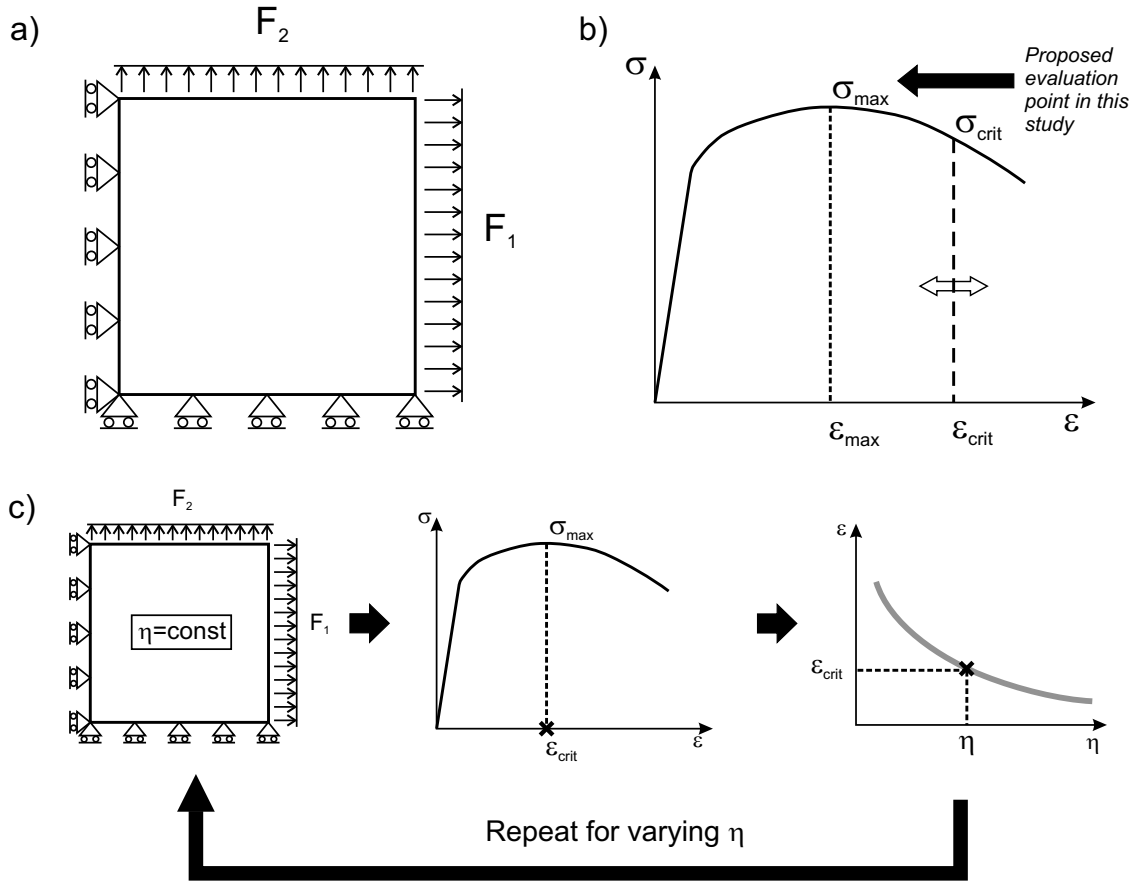 a)
F₂
F₁
b)
σ
σmax
σcrit
Proposed
evaluation
point in this
study
εmax
εcrit
ε
c)
F₂
η=const
F₁
σ
σmax
εcrit
ε
ε
εcrit
η
η
Repeat for varying η